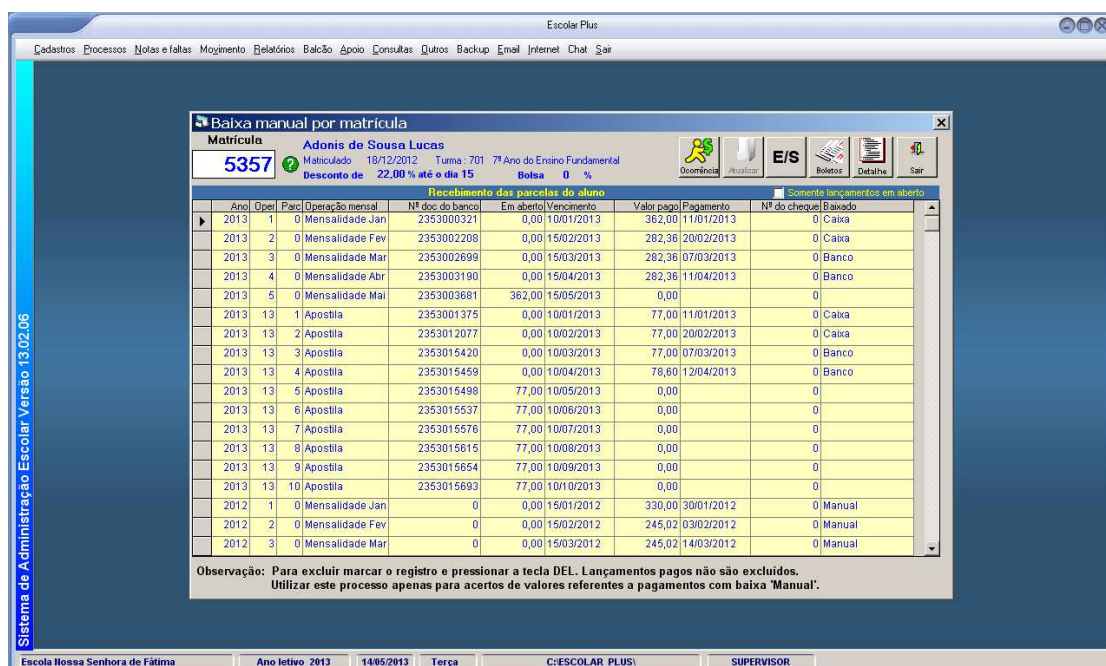 Escolar Plus
Cadastros Processos Notas e faltas Movimento Relatórios Balcão Apoio Consultas Outros Backup Email Internet Chat Sair
Baixa manual por matrícula
Matrícula
5357
Adonis de Sousa Lucas
Matriculado 18/12/2012 Turma : 701 7ª Ano do Ensino Fundamental
Desconto de 22,00 % até o dia 15 Bolsa 0 %
Ocorrência Atualizar E/S Boletos Detalhe Sair
Recebimento das parcelas do aluno Somente lançamentos em aberto
Ano Oper Parc Operação mensal Nº doc do banco Em aberto Vencimento Valor pago Pagamento Nº do cheque Baixado
2013 1 0 Mensalidade Jan 2353000321 0,00 10/01/2013 362,00 11/01/2013 0 Caixa
2013 2 0 Mensalidade Fev 2353002208 0,00 15/02/2013 282,36 20/02/2013 0 Caixa
2013 3 0 Mensalidade Mar 2353002699 0,00 15/03/2013 282,36 07/03/2013 0 Banco
2013 4 0 Mensalidade Abr 2353003190 0,00 15/04/2013 282,36 11/04/2013 0 Banco
2013 5 0 Mensalidade Mai 2353003681 362,00 15/05/2013 0,00 0
2013 13 1 Apostila 2353001375 0,00 10/01/2013 77,00 11/01/2013 0 Caixa
2013 13 2 Apostila 2353012077 0,00 10/02/2013 77,00 20/02/2013 0 Caixa
2013 13 3 Apostila 2353015420 0,00 10/03/2013 77,00 07/03/2013 0 Banco
2013 13 4 Apostila 2353015459 0,00 10/04/2013 78,60 12/04/2013 0 Banco
2013 13 5 Apostila 2353015498 77,00 10/05/2013 0,00 0
2013 13 6 Apostila 2353015537 77,00 10/06/2013 0,00 0
2013 13 7 Apostila 2353015576 77,00 10/07/2013 0,00 0
2013 13 8 Apostila 2353015615 77,00 10/08/2013 0,00 0
2013 13 9 Apostila 2353015654 77,00 10/09/2013 0,00 0
2013 13 10 Apostila 2353015693 77,00 10/10/2013 0,00 0
2012 1 0 Mensalidade Jan 0 0,00 15/01/2012 330,00 30/01/2012 0 Manual
2012 2 0 Mensalidade Fev 0 0,00 15/02/2012 245,02 03/02/2012 0 Manual
2012 3 0 Mensalidade Mar 0 0,00 15/03/2012 245,02 14/03/2012 0 Manual
Observação: Para excluir marcar o registro e pressionar a tecla DEL. Lançamentos pagos não são excluídos.
Utilizar este processo apenas para acertos de valores referentes a pagamentos com baixa 'Manual'.
Sistema de Administração Escolar Versão 13.02.06
Escola Nossa Senhora de Fátima Ano letivo 2013 14/05/2013 Terça C:\ESCOLAR PLUS\ SUPERVISOR